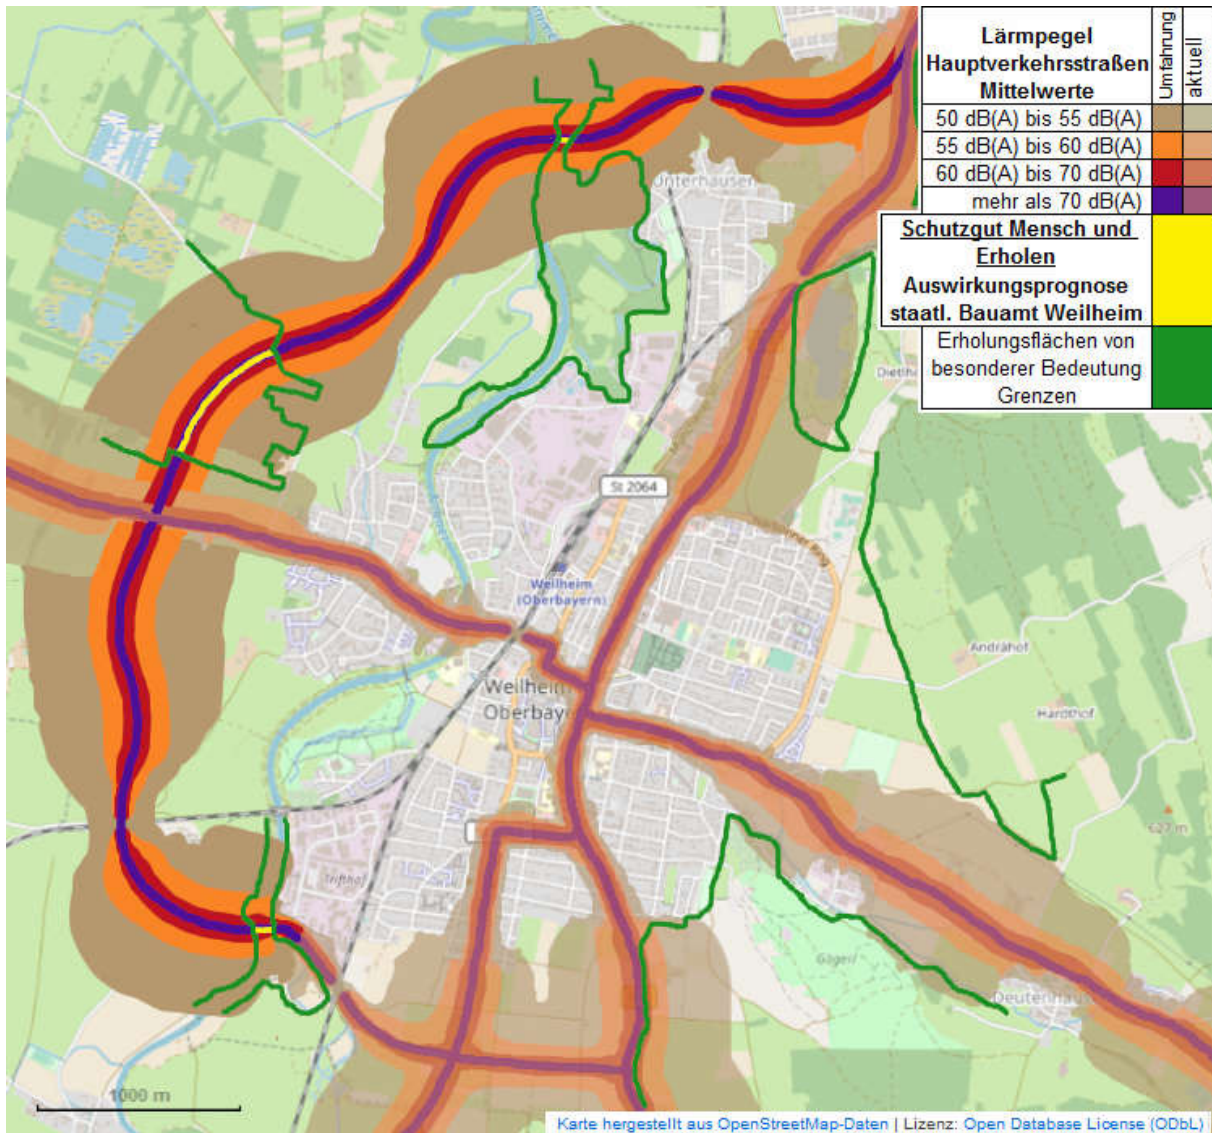 Lärmpegel
Hauptverkehrsstraßen
Mittelwerte
Umfahrung
aktuell
50 dB(A) bis 55 dB(A)
55 dB(A) bis 60 dB(A)
60 dB(A) bis 70 dB(A)
mehr als 70 dB(A)
Schutzgut Mensch und
Erholen
Auswirkungsprognose
staatl. Bauamt Weilheim
Erholungsflächen von
besonderer Bedeutung
Grenzen
Unterhausen
St 2064
Weilheim
(Oberbayern)
Andrähof
Weilheim
Oberbaye
Hardthof
627 m
Trifthof
Gögerl
Deutenhaus
1000 m
Karte hergestellt aus OpenStreetMap-Daten | Lizenz: Open Database License (ODbL)